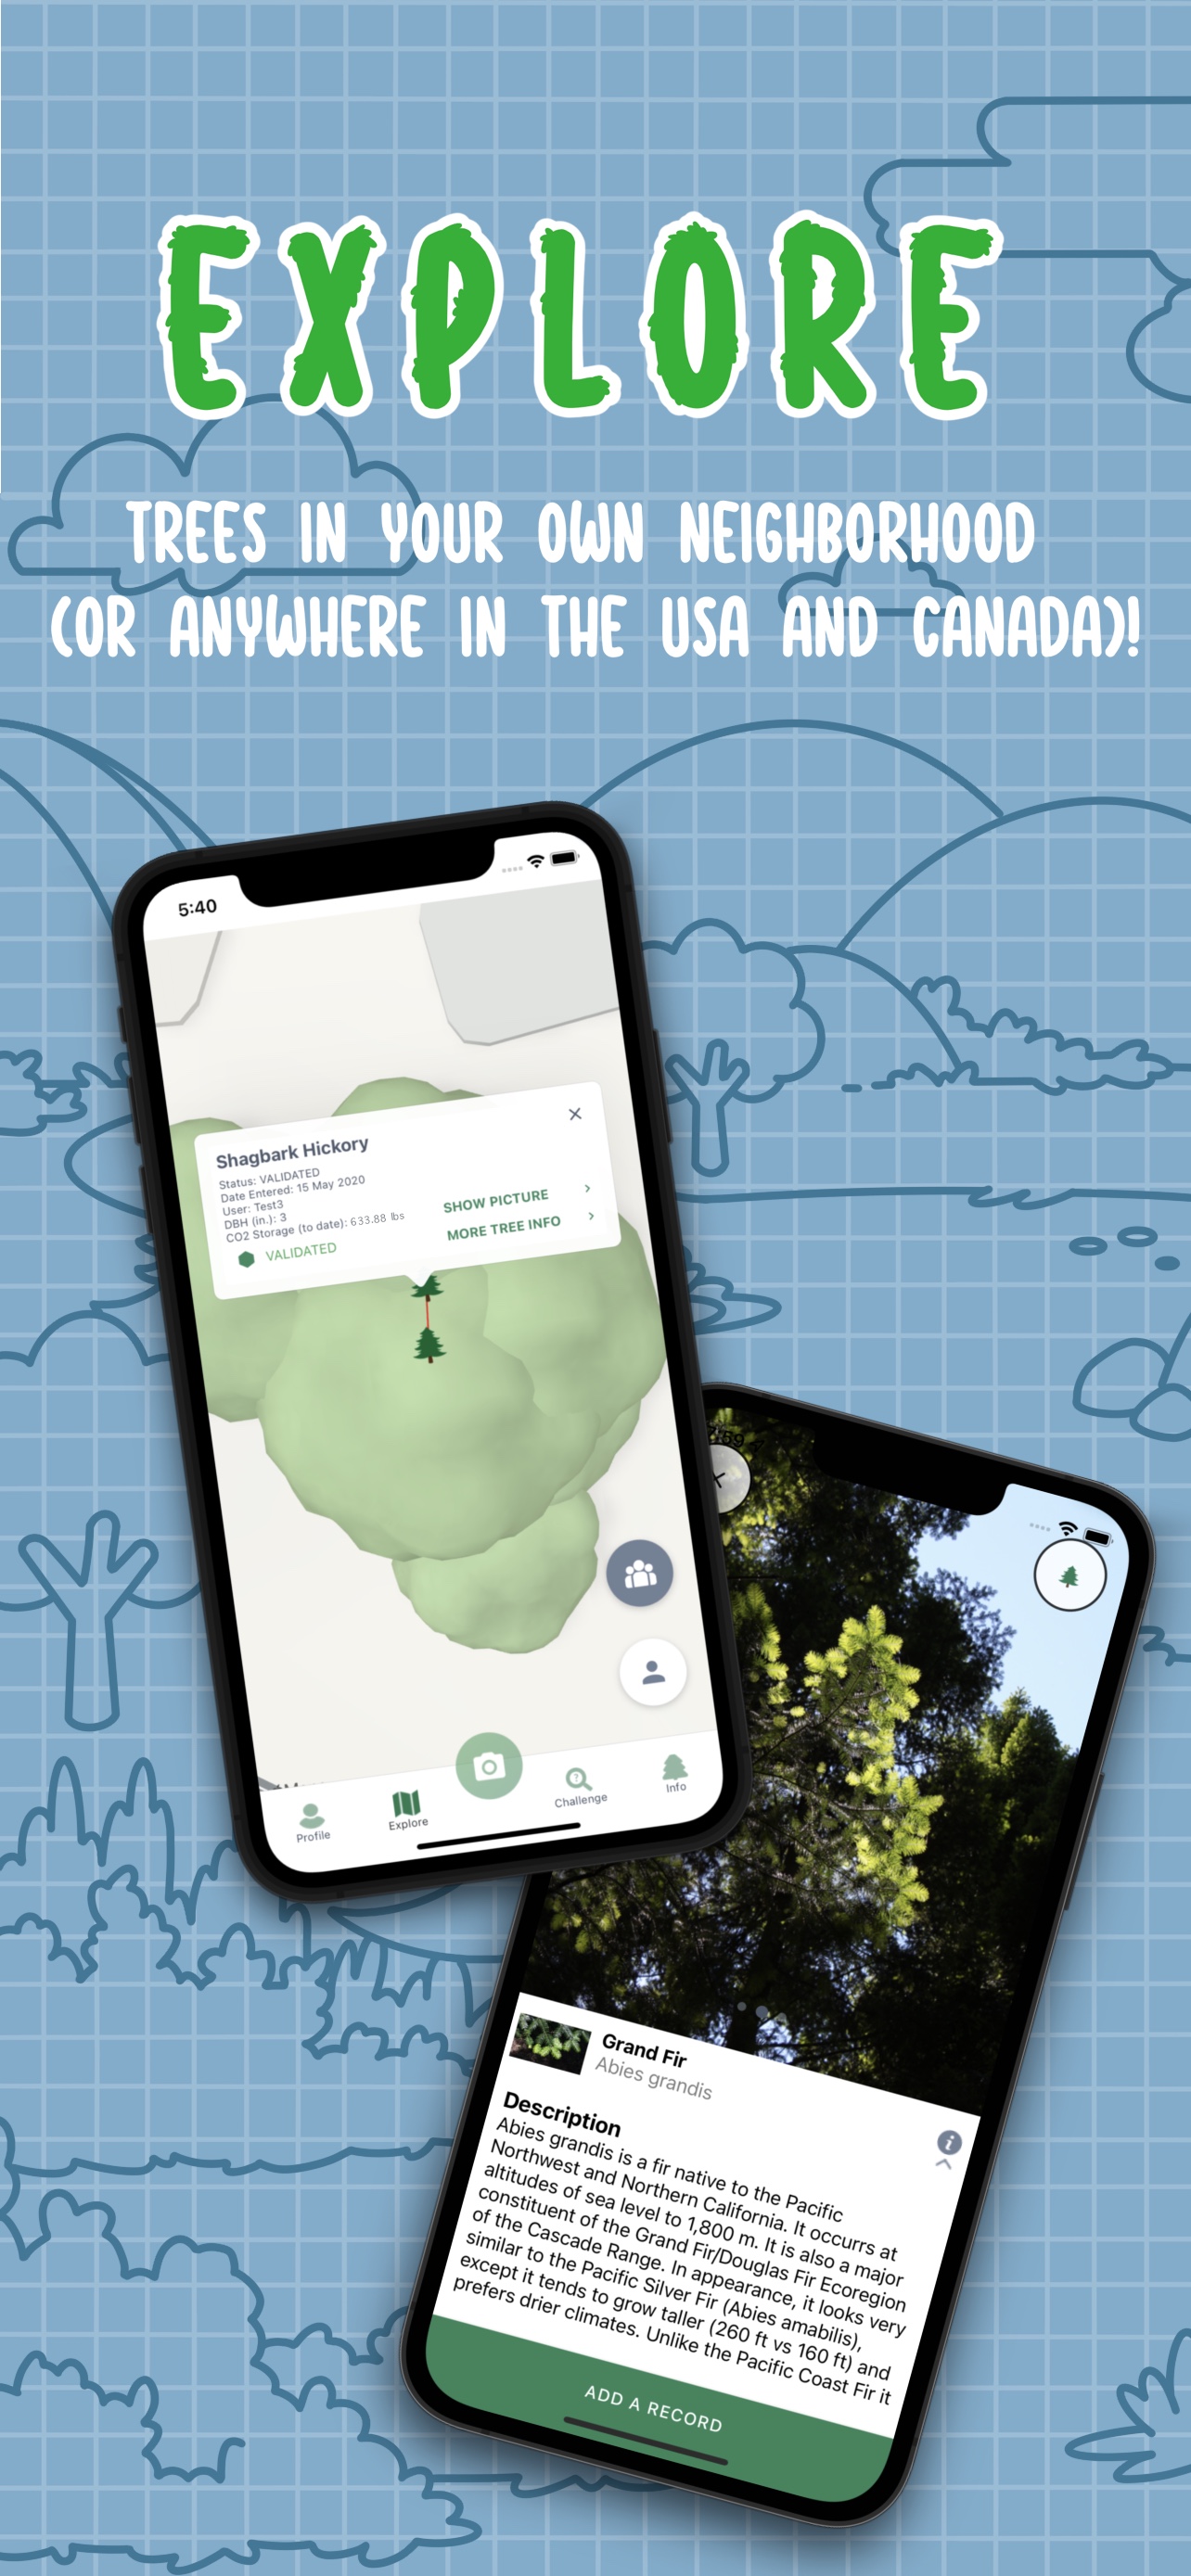 EXPLORE
TREES IN YOUR OWN NEIGHBORHOOD
(OR ANYWHERE IN THE USA AND CANADA)!
5:40
Shagbark Hickory
Status: VALIDATED
Date Entered: 15 May 2020
User: Test3
DBH (in.): 3
CO2 Storage (to date): 633.88 lbs
VALIDATED
SHOW PICTURE
MORE TREE INFO
Profile
Explore
Challenge
Info
Grand Fir
Abies grandis
Description
Abies grandis is a fir native to the Pacific
Northwest and Northern California. It occurrs at
altitudes of sea level to 1,800 m. It is also a major
constituent of the Grand Fir/Douglas Fir Ecoregion
of the Cascade Range. In appearance, it looks very
similar to the Pacific Silver Fir (Abies amabilis),
except it tends to grow taller (260 ft vs 160 ft) and
prefers drier climates. Unlike the Pacific Coast Fir it
ADD A RECORD